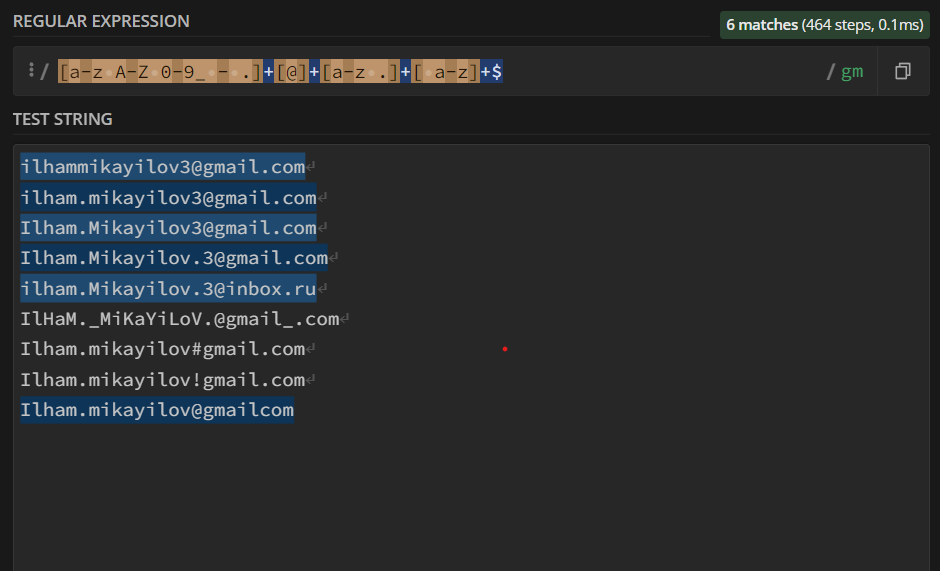 REGULAR EXPRESSION
6 matches (464 steps, 0.1ms)
/ [a-z A-Z 0-9_ - .]+[@]+[a-z .]+[ a-z]+$ / gm
TEST STRING
ilhammikayilov3@gmail.com
ilham.mikayilov3@gmail.com
Ilham.Mikayilov3@gmail.com
Ilham.Mikayilov.3@gmail.com
ilham.Mikayilov.3@inbox.ru
IlHaM._MiKaYiLoV.@gmail_.com
Ilham.mikayilov#gmail.com
Ilham.mikayilov!gmail.com
Ilham.mikayilov@gmailcom